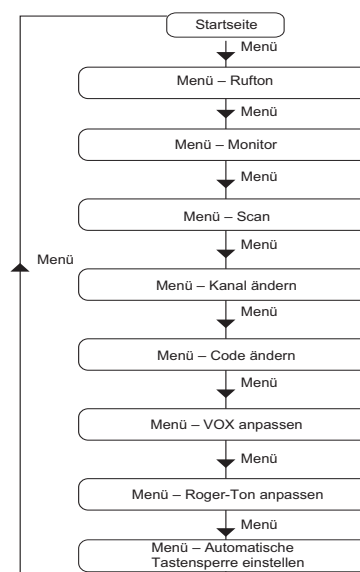 Startseite
Menü
Menü – Rufton
Menü
Menü – Monitor
Menü
Menü – Scan
Menü
Menü
Menü – Kanal ändern
Menü
Menü – Code ändern
Menü
Menü – VOX anpassen
Menü
Menü – Roger-Ton anpassen
Menü
Menü – Automatische
Tastensperre einstellen